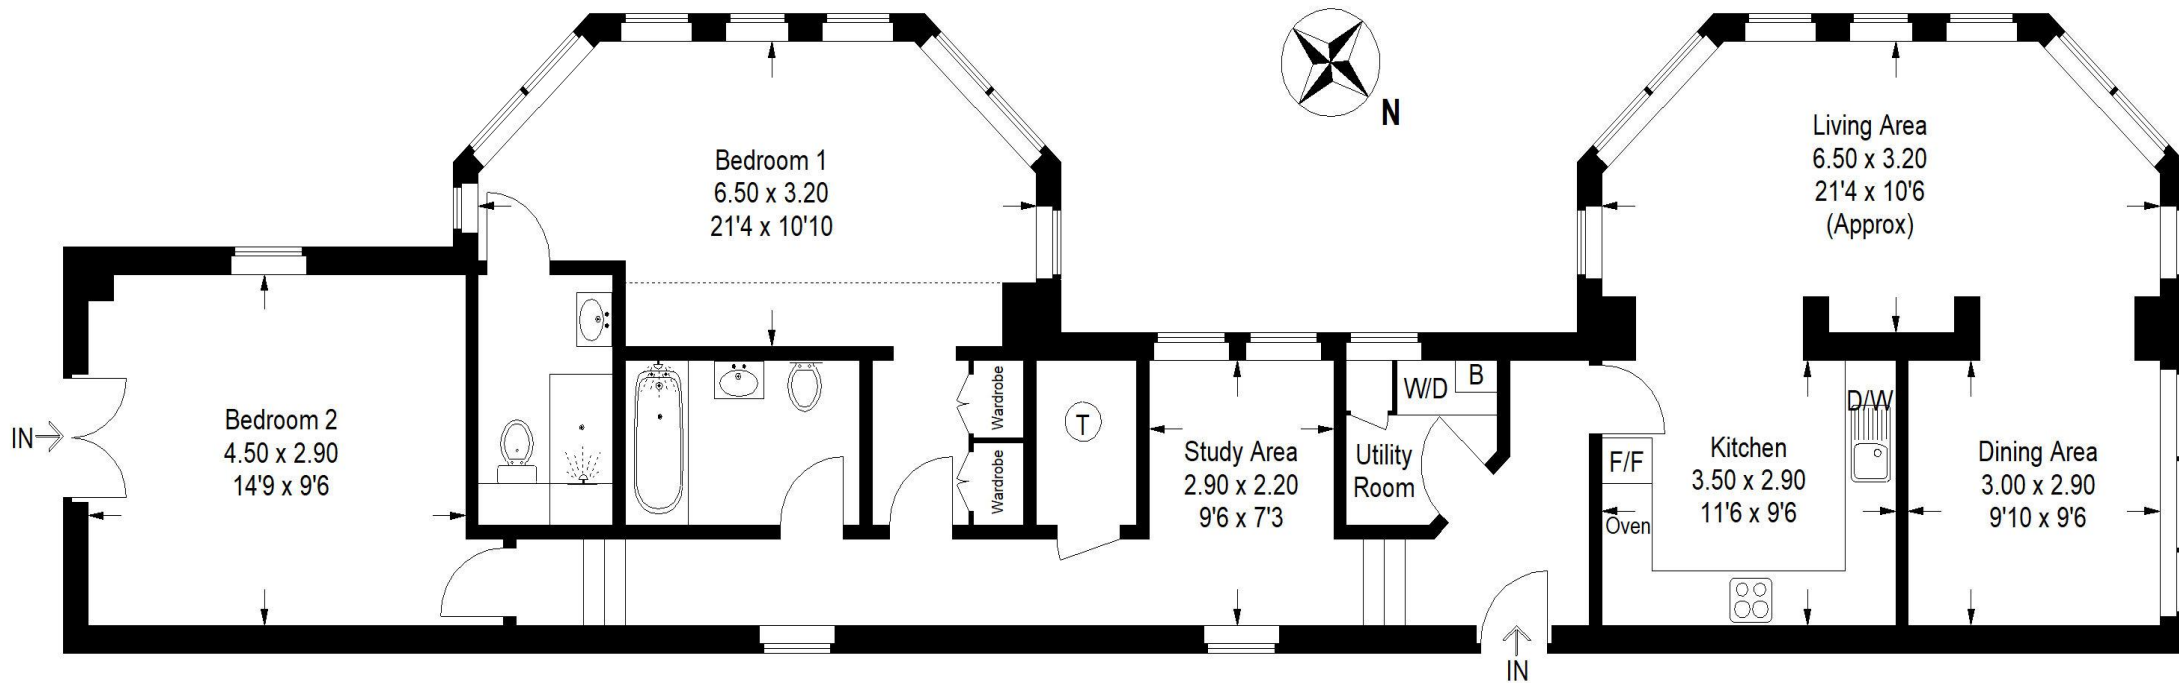 N
Bedroom 1
6.50 x 3.20
21'4 x 10'10
Living Area
6.50 x 3.20
21'4 x 10'6
(Approx)
IN
Bedroom 2
4.50 x 2.90
14'9 x 9'6
Wardrobe
Wardrobe
T
Study Area
2.90 x 2.20
9'6 x 7'3
W/D
B
Utility
Room
F/F
Oven
Kitchen
3.50 x 2.90
11'6 x 9'6
D/W
Dining Area
3.00 x 2.90
9'10 x 9'6
IN